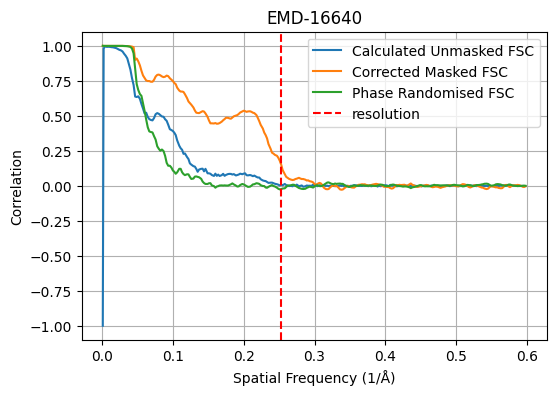 EMD-16640
Calculated Unmasked FSC
Corrected Masked FSC
Phase Randomised FSC
resolution
Correlation
1.00
0.75
0.50
0.25
0.00
−0.25
−0.50
−0.75
−1.00
0.0 0.1 0.2 0.3 0.4 0.5 0.6
Spatial Frequency (1/Å)